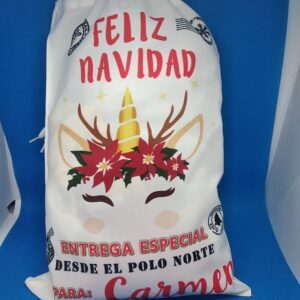 FELIZ
NAVIDAD
ENTREGA ESPECIAL
DESDE EL POLO NORTE
PARA: Carmen